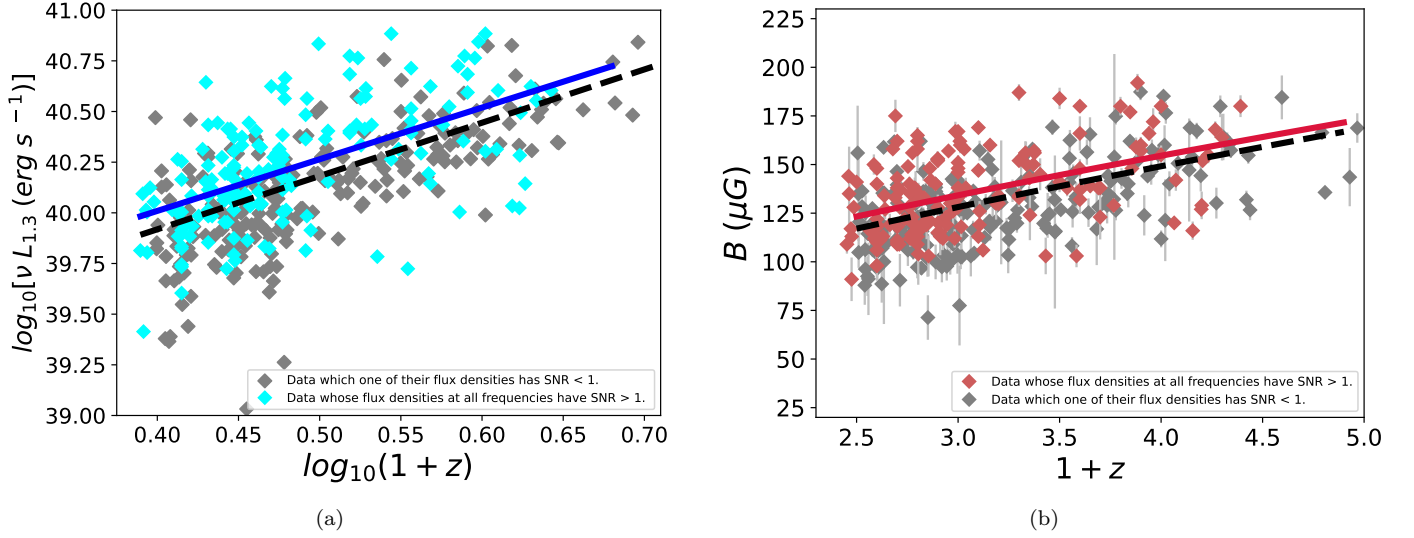 41.00
40.75
40.50
40.25
40.00
39.75
39.50
39.25
39.00
log₁₀[ν L₁.₃ (erg s⁻¹)]
Data which one of their flux densities has SNR < 1.
Data whose flux densities at all frequencies have SNR > 1.
0.40 0.45 0.50 0.55 0.60 0.65 0.70
log₁₀(1 + z)
(a)
225
200
175
150
125
100
75
50
25
B (μG)
Data whose flux densities at all frequencies have SNR > 1.
Data which one of their flux densities has SNR < 1.
2.5 3.0 3.5 4.0 4.5 5.0
1 + z
(b)